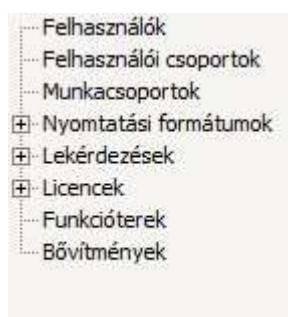 Felhasználók
Felhasználói csoportok
Munkacsoportok
Nyomtatási formátumok
Lekérdezések
Licencek
Funkcióterek
Bővítmények